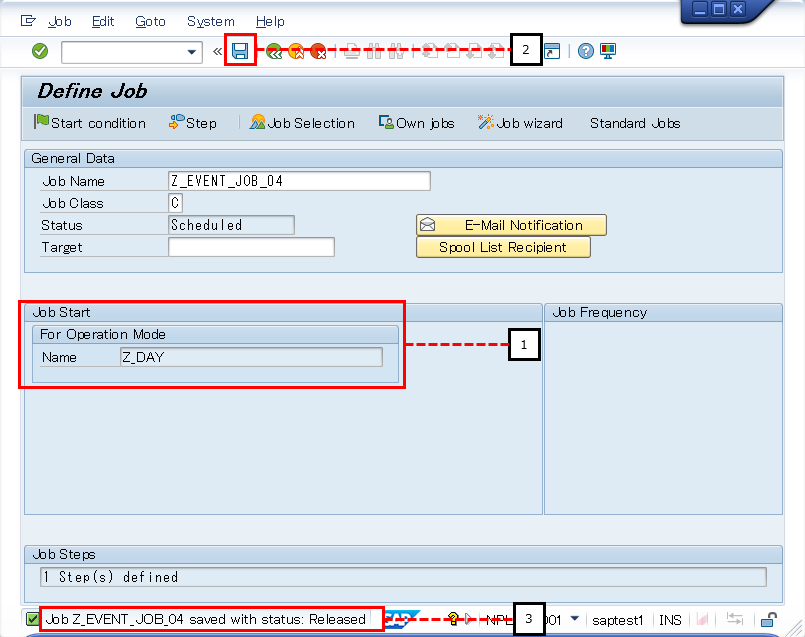 Job Edit Goto System Help
2
Define Job
Start condition Step Job Selection Own jobs Job wizard Standard Jobs
General Data
Job Name Z_EVENT_JOB_04
Job Class C
Status Scheduled E-Mail Notification
Target Spool List Recipient
Job Start Job Frequency
For Operation Mode
Name Z_DAY
1
Job Steps
1 Step(s) defined
Job Z_EVENT_JOB_04 saved with status: Released SAP 3 saptest1 INS